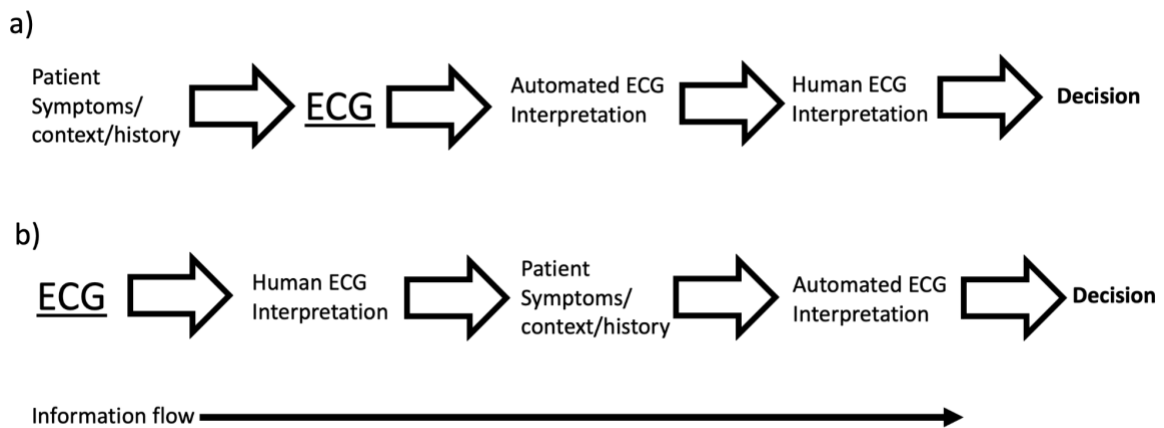 a)
Patient
Symptoms/
context/history
ECG
Automated ECG
Interpretation
Human ECG
Interpretation
Decision
b)
ECG
Human ECG
Interpretation
Patient
Symptoms/
context/history
Automated ECG
Interpretation
Decision
Information flow